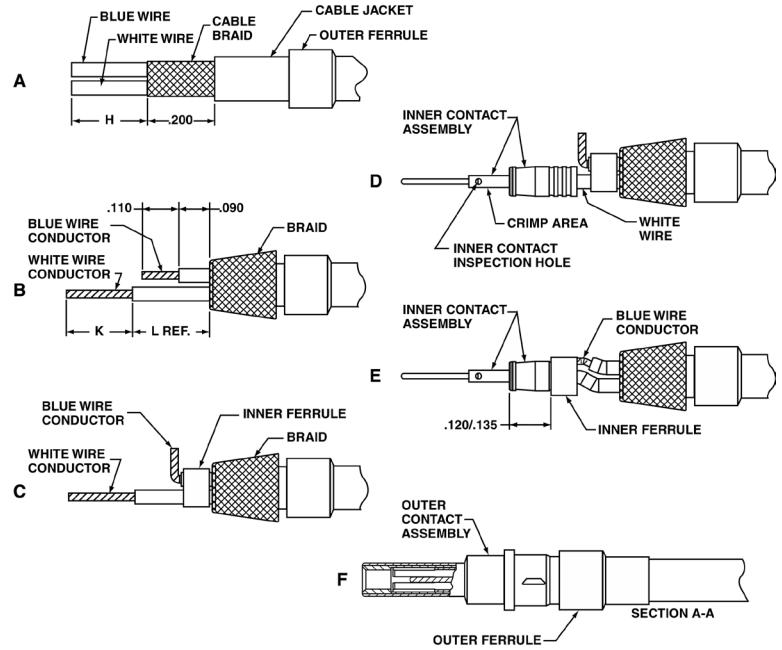 A
BLUE WIRE
WHITE WIRE
CABLE
BRAID
CABLE JACKET
OUTER FERRULE
H
.200
B
.110
.090
BLUE WIRE
CONDUCTOR
WHITE WIRE
CONDUCTOR
BRAID
K
L REF.
C
BLUE WIRE
CONDUCTOR
WHITE WIRE
CONDUCTOR
INNER FERRULE
BRAID
D
INNER CONTACT
ASSEMBLY
CRIMP AREA
WHITE
WIRE
INNER CONTACT
INSPECTION HOLE
E
INNER CONTACT
ASSEMBLY
BLUE WIRE
CONDUCTOR
.120/.135
INNER FERRULE
F
OUTER
CONTACT
ASSEMBLY
SECTION A-A
OUTER FERRULE